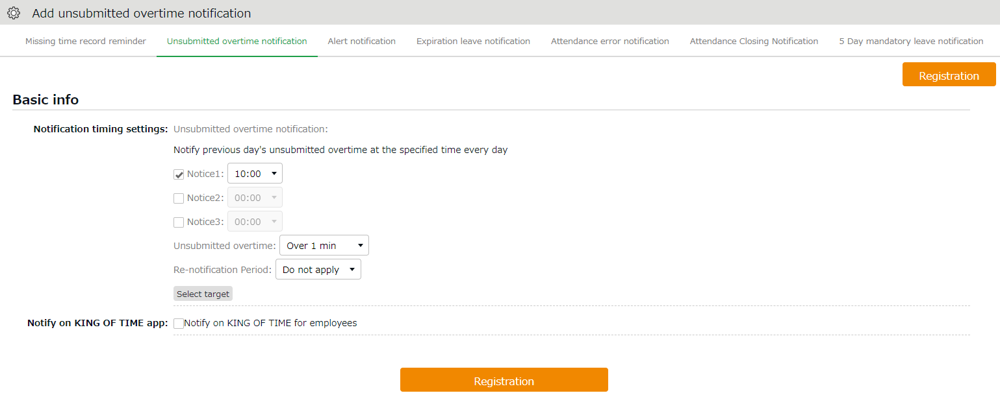 Add unsubmitted overtime notification
Missing time record reminder Unsubmitted overtime notification Alert notification Expiration leave notification Attendance error notification Attendance Closing Notification 5 Day mandatory leave notification
Registration
Basic info
Notification timing settings: Unsubmitted overtime notification:
Notify previous day's unsubmitted overtime at the specified time every day
Notice1: 10:00
Notice2: 00:00
Notice3: 00:00
Unsubmitted overtime: Over 1 min
Re-notification Period: Do not apply
Select target
Notify on KING OF TIME app: Notify on KING OF TIME for employees
Registration